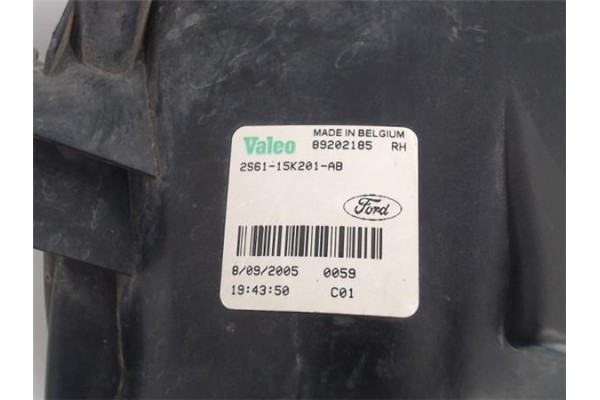 Valeo MADE IN BELGIUM
89202185 RH
2S61-15K201-AB
Ford
8/09/2005 0059
19:43:50 C01